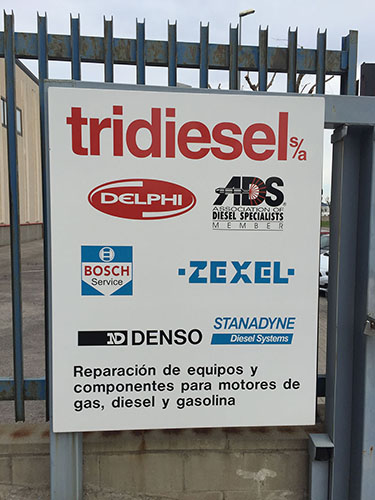 tridiesel s/a
DELPHI
ADS
ASSOCIATION OF
DIESEL SPECIALISTS
MEMBER
BOSCH
Service
ZEXEL
ND DENSO
STANADYNE
Diesel Systems
Reparación de equipos y
componentes para motores de
gas, diesel y gasolina